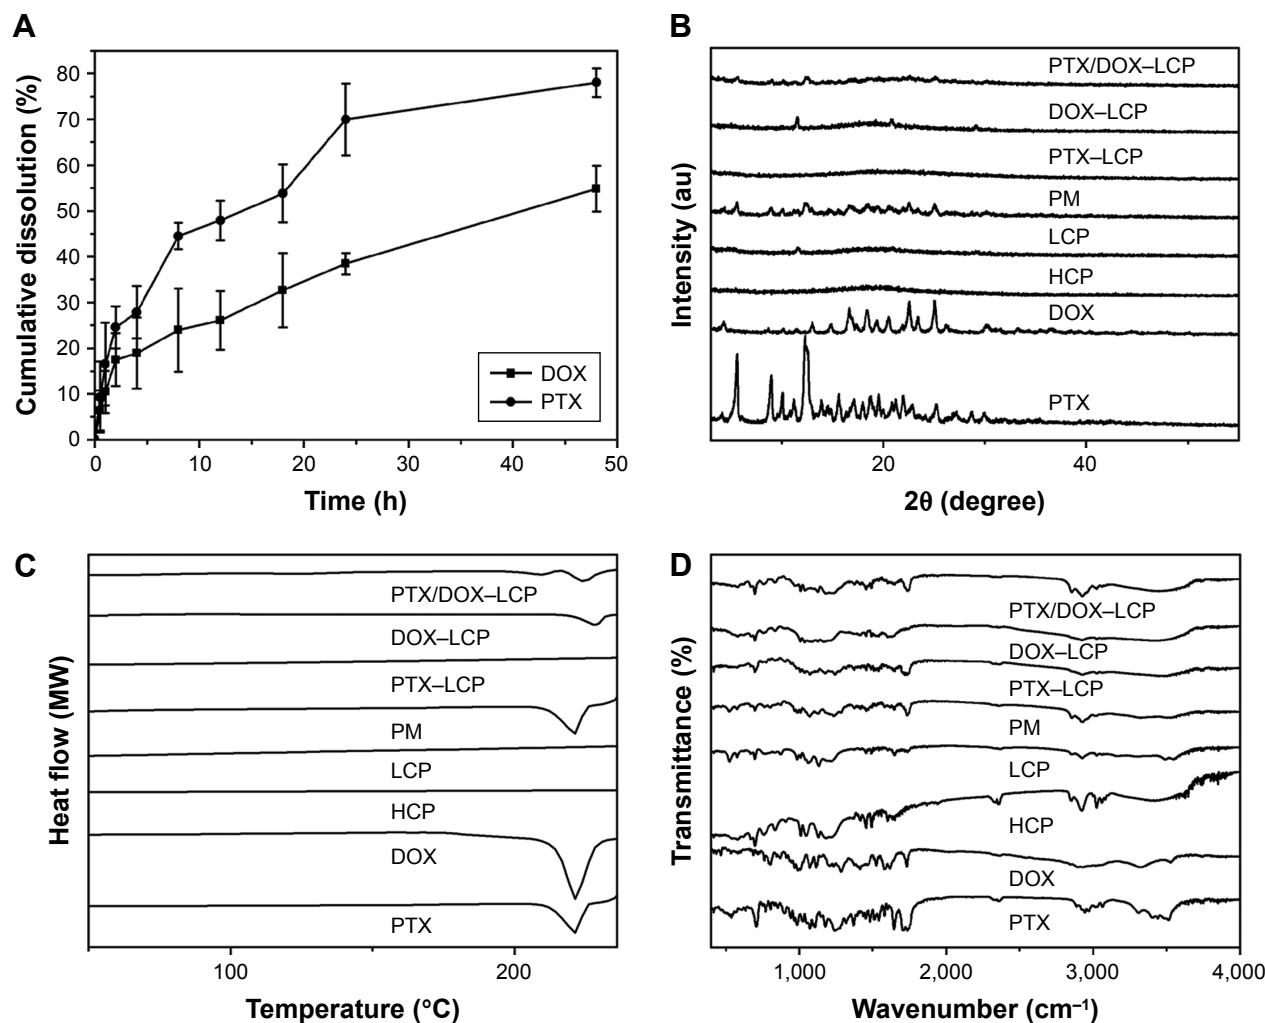 A
Cumulative dissolution (%)
80
70
60
50
40
30
20
10
0
0 10 20 30 40 50
Time (h)
DOX
PTX
B
Intensity (au)
PTX/DOX–LCP
DOX–LCP
PTX–LCP
PM
LCP
HCP
DOX
PTX
20 40
2θ (degree)
C
Heat flow (MW)
PTX/DOX–LCP
DOX–LCP
PTX–LCP
PM
LCP
HCP
DOX
PTX
100 200
Temperature (°C)
D
Transmittance (%)
PTX/DOX–LCP
DOX–LCP
PTX–LCP
PM
LCP
HCP
DOX
PTX
1,000 2,000 3,000 4,000
Wavenumber (cm⁻¹)